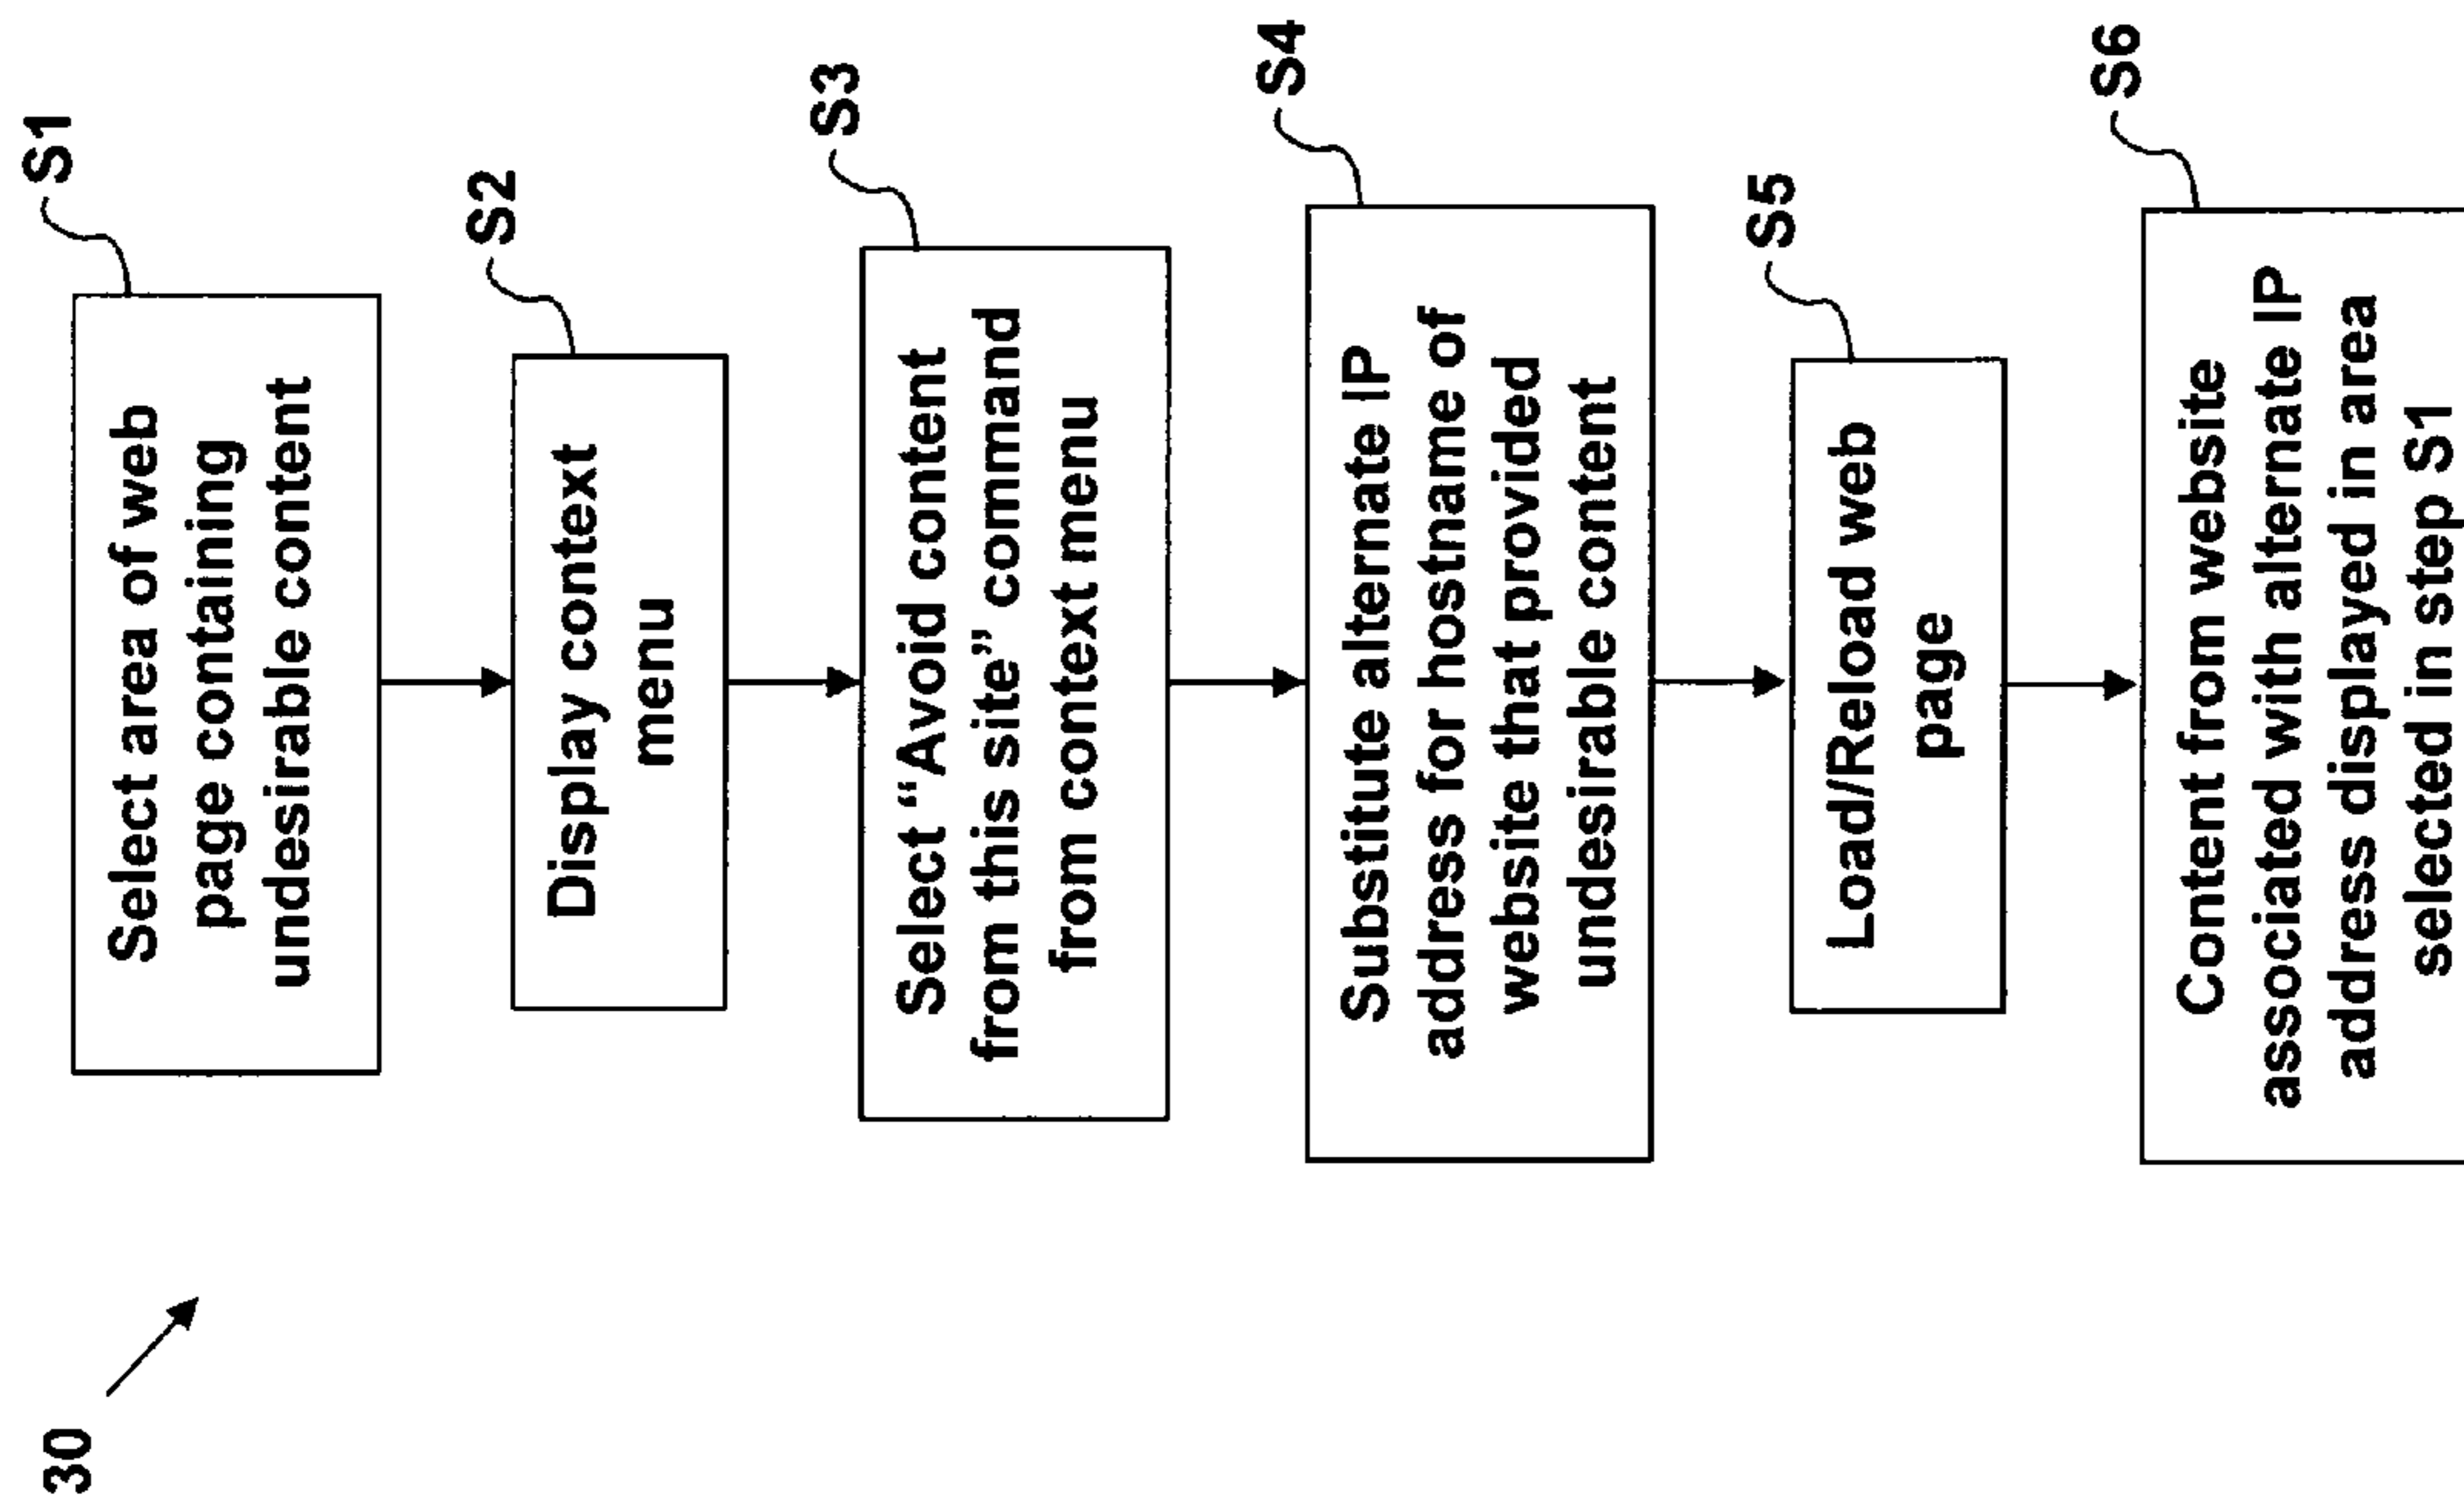 30
S1
Select area of web
page containing
undesirable content
S2
Display context
menu
S3
Select “Avoid content
from this site” command
from context menu
S4
Substitute alternate IP
address for hostname of
website that provided
undesirable content
S5
Load/Reload web
page
S6
Content from website
associated with alternate IP
address displayed in area
selected in step S1